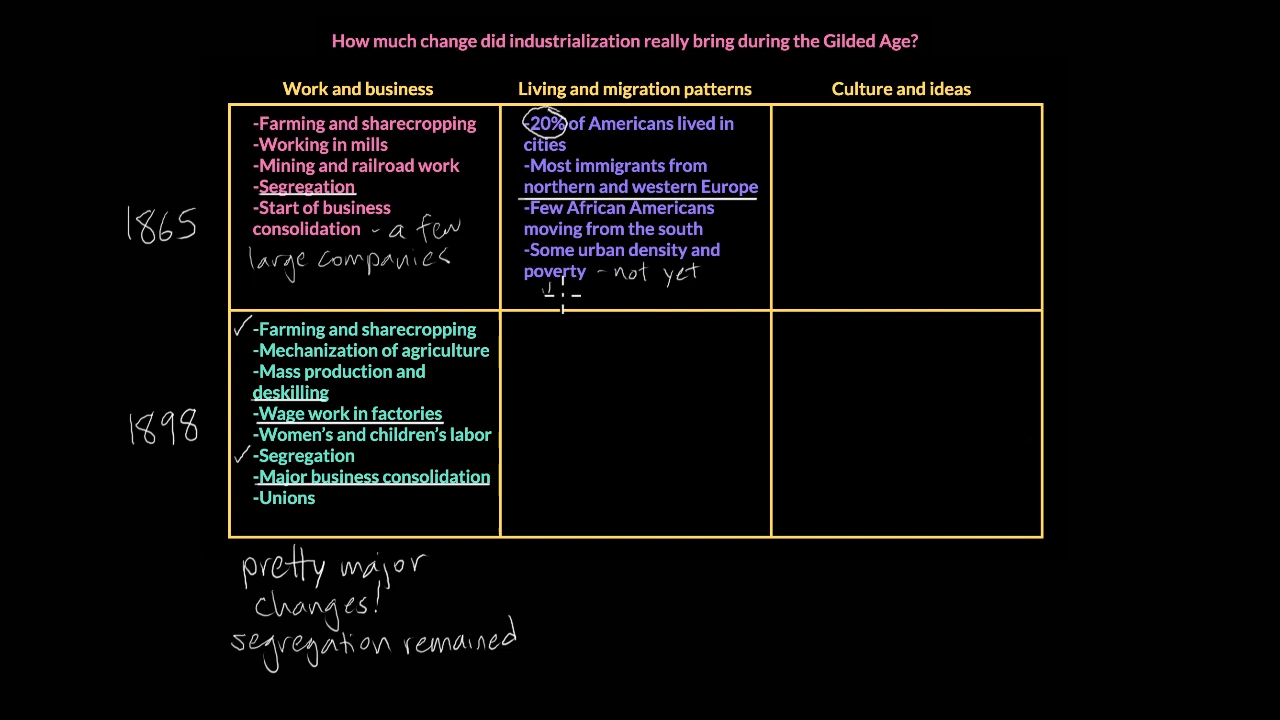 How much change did industrialization really bring during the Gilded Age?
Work and business
Living and migration patterns
Culture and ideas
1865
-Farming and sharecropping
-Working in mills
-Mining and railroad work
-Segregation
-Start of business
consolidation - a few
large companies
-20% of Americans lived in
cities
-Most immigrants from
northern and western Europe
-Few African Americans
moving from the south
-Some urban density and
poverty - not yet
1898
-Farming and sharecropping
-Mechanization of agriculture
-Mass production and
deskilling
-Wage work in factories
-Women's and children's labor
-Segregation
-Major business consolidation
-Unions
pretty major
changes!
segregation remained